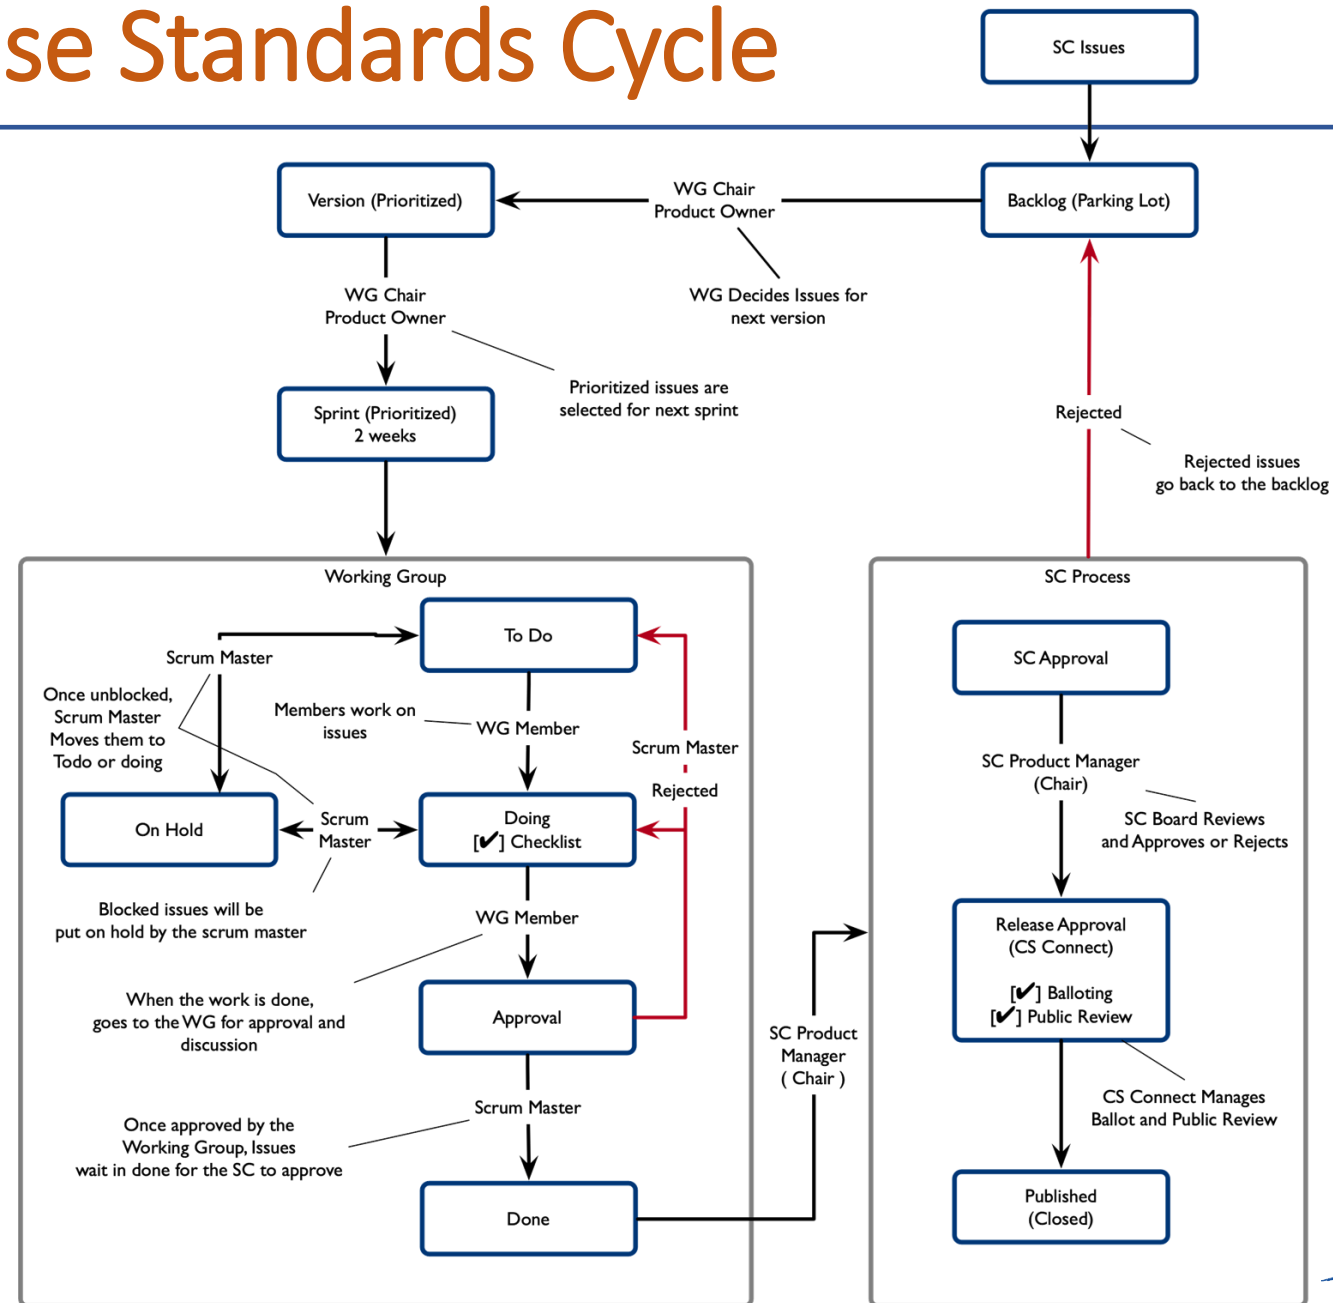 se Standards Cycle
SC Issues
Version (Prioritized)
WG Chair
Product Owner
Backlog (Parking Lot)
WG Chair
Product Owner
WG Decides Issues for
next version
Prioritized issues are
selected for next sprint
Sprint (Prioritized)
2 weeks
Rejected
Rejected issues
go back to the backlog
Working Group
To Do
Scrum Master
Once unblocked,
Scrum Master
Moves them to
Todo or doing
Members work on
issues
WG Member
Scrum Master
Rejected
On Hold
Scrum
Master
Doing
[✔] Checklist
Blocked issues will be
put on hold by the scrum master
WG Member
When the work is done,
goes to the WG for approval and
discussion
Approval
Scrum Master
Once approved by the
Working Group, Issues
wait in done for the SC to approve
Done
SC Product
Manager
( Chair )
SC Process
SC Approval
SC Product Manager
(Chair)
SC Board Reviews
and Approves or Rejects
Release Approval
(CS Connect)
[✔] Balloting
[✔] Public Review
CS Connect Manages
Ballot and Public Review
Published
(Closed)